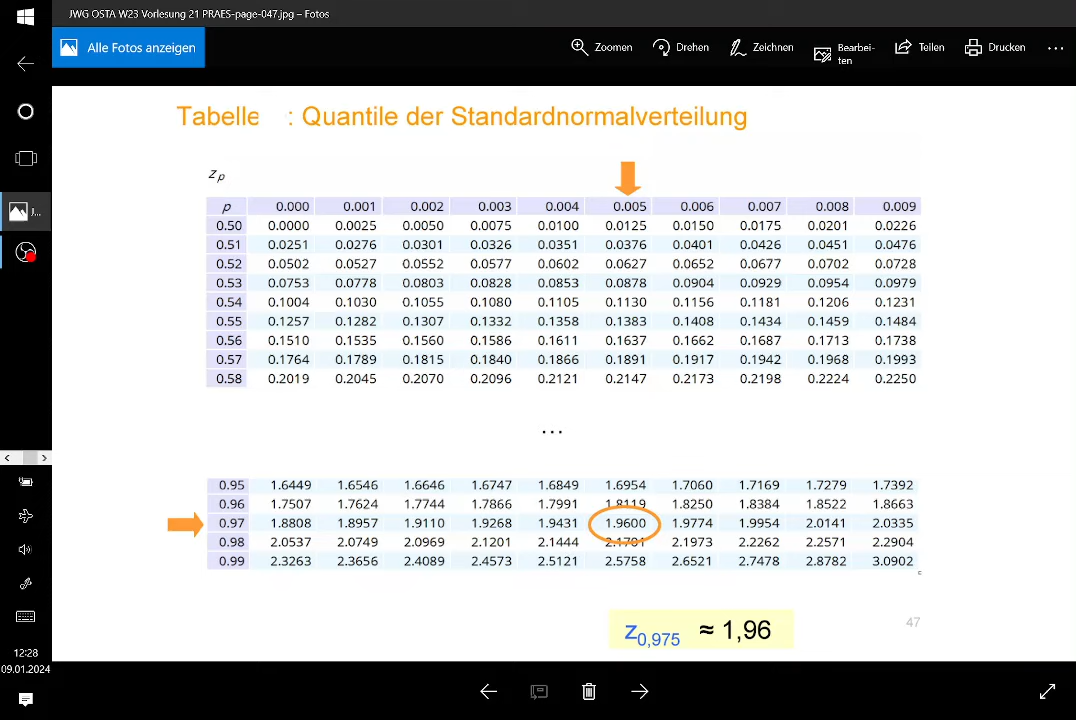 JWG OSTA W23 Vorlesung 21 PRAES-page-047.jpg – Fotos
Alle Fotos anzeigen
Zoomen
Drehen
Zeichnen
Bearbei-
ten
Teilen
Drucken
Tabelle : Quantile der Standardnormalverteilung
zp
p 0.000 0.001 0.002 0.003 0.004 0.005 0.006 0.007 0.008 0.009
0.50 0.0000 0.0025 0.0050 0.0075 0.0100 0.0125 0.0150 0.0175 0.0201 0.0226
0.51 0.0251 0.0276 0.0301 0.0326 0.0351 0.0376 0.0401 0.0426 0.0451 0.0476
0.52 0.0502 0.0527 0.0552 0.0577 0.0602 0.0627 0.0652 0.0677 0.0702 0.0728
0.53 0.0753 0.0778 0.0803 0.0828 0.0853 0.0878 0.0904 0.0929 0.0954 0.0979
0.54 0.1004 0.1030 0.1055 0.1080 0.1105 0.1130 0.1156 0.1181 0.1206 0.1231
0.55 0.1257 0.1282 0.1307 0.1332 0.1358 0.1383 0.1408 0.1434 0.1459 0.1484
0.56 0.1510 0.1535 0.1560 0.1586 0.1611 0.1637 0.1662 0.1687 0.1713 0.1738
0.57 0.1764 0.1789 0.1815 0.1840 0.1866 0.1891 0.1917 0.1942 0.1968 0.1993
0.58 0.2019 0.2045 0.2070 0.2096 0.2121 0.2147 0.2173 0.2198 0.2224 0.2250
...
0.95 1.6449 1.6546 1.6646 1.6747 1.6849 1.6954 1.7060 1.7169 1.7279 1.7392
0.96 1.7507 1.7624 1.7744 1.7866 1.7991 1.8119 1.8250 1.8384 1.8522 1.8663
0.97 1.8808 1.8957 1.9110 1.9268 1.9431 1.9600 1.9774 1.9954 2.0141 2.0335
0.98 2.0537 2.0749 2.0969 2.1201 2.1444 2.1701 2.1973 2.2262 2.2571 2.2904
0.99 2.3263 2.3656 2.4089 2.4573 2.5121 2.5758 2.6521 2.7478 2.8782 3.0902
z0,975 ≈ 1,96
47
J...
12:28
09.01.2024